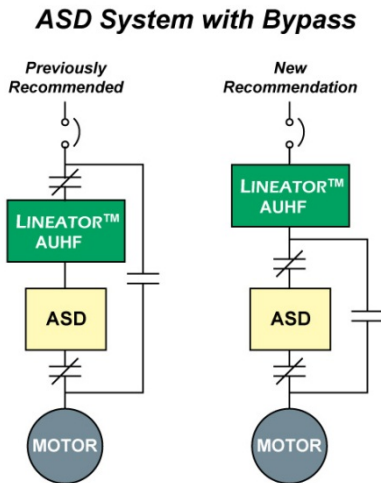 ASD System with Bypass
Previously
Recommended
LINEATOR™
AUHF
ASD
MOTOR
New
Recommendation
LINEATOR™
AUHF
ASD
MOTOR